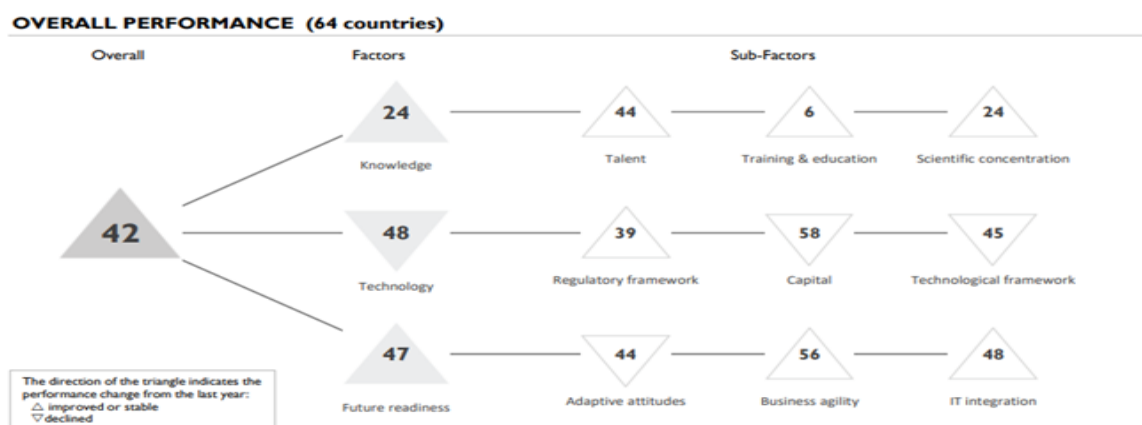 OVERALL PERFORMANCE (64 countries)
Overall Factors Sub-Factors
24 44 6 24
Knowledge Talent Training & education Scientific concentration
42 48 39 58 45
Technology Regulatory framework Capital Technological framework
47 44 56 48
Future readiness Adaptive attitudes Business agility IT integration
The direction of the triangle indicates the
performance change from the last year:
△ improved or stable
▽ declined